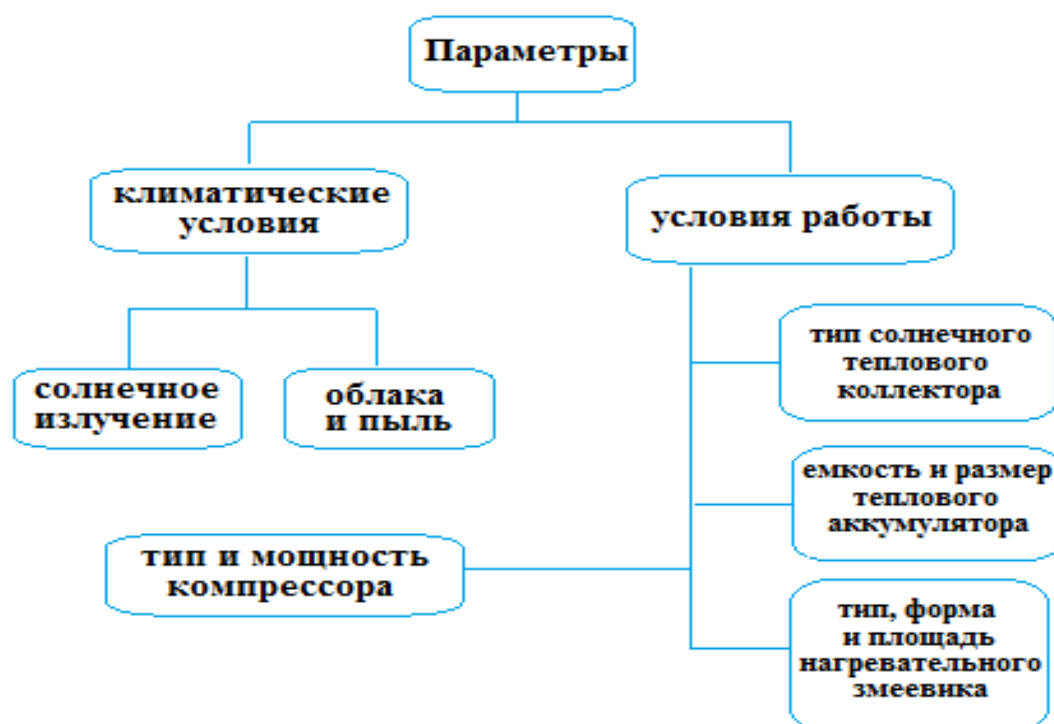 Параметры
климатические
условия
условия работы
солнечное
излучение
облака
и пыль
тип солнечного
теплового
коллектора
емкость и размер
теплового
аккумулятора
тип и мощность
компрессора
тип, форма
и площадь
нагревательного
змеевика